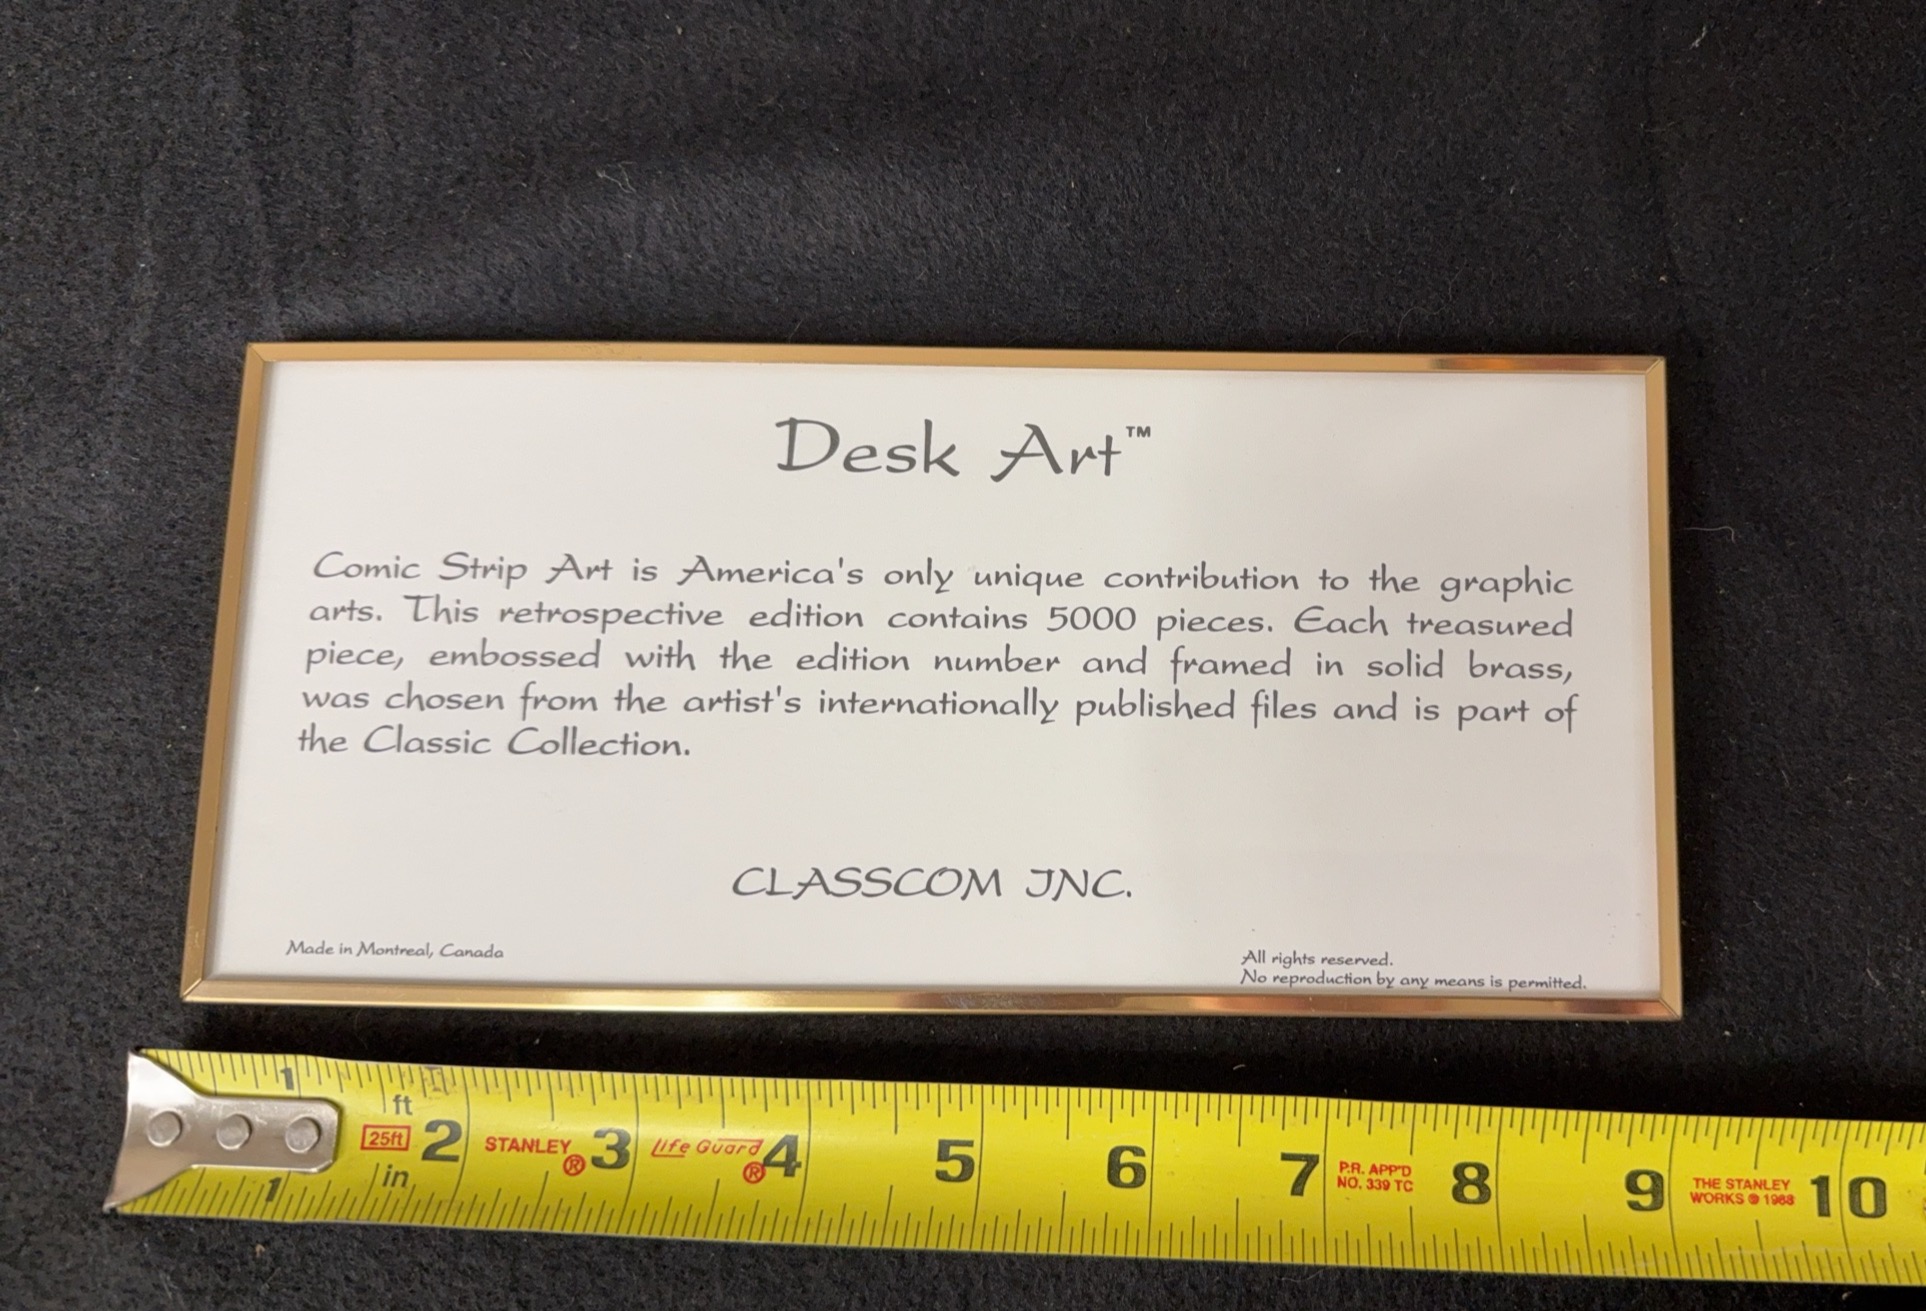 Desk Art™
Comic Strip Art is America's only unique contribution to the graphic
arts. This retrospective edition contains 5000 pieces. Each treasured
piece, embossed with the edition number and framed in solid brass,
was chosen from the artist's internationally published files and is part of
the Classic Collection.
CLASSCOM INC.
Made in Montreal, Canada
All rights reserved.
No reproduction by any means is permitted.
1
ft
25ft 2 STANLEY® 3 Life Guard® 4 5 6 7 P.R. APP'D 8 9 THE STANLEY 10
NO. 339 TC WORKS © 1988
in
1